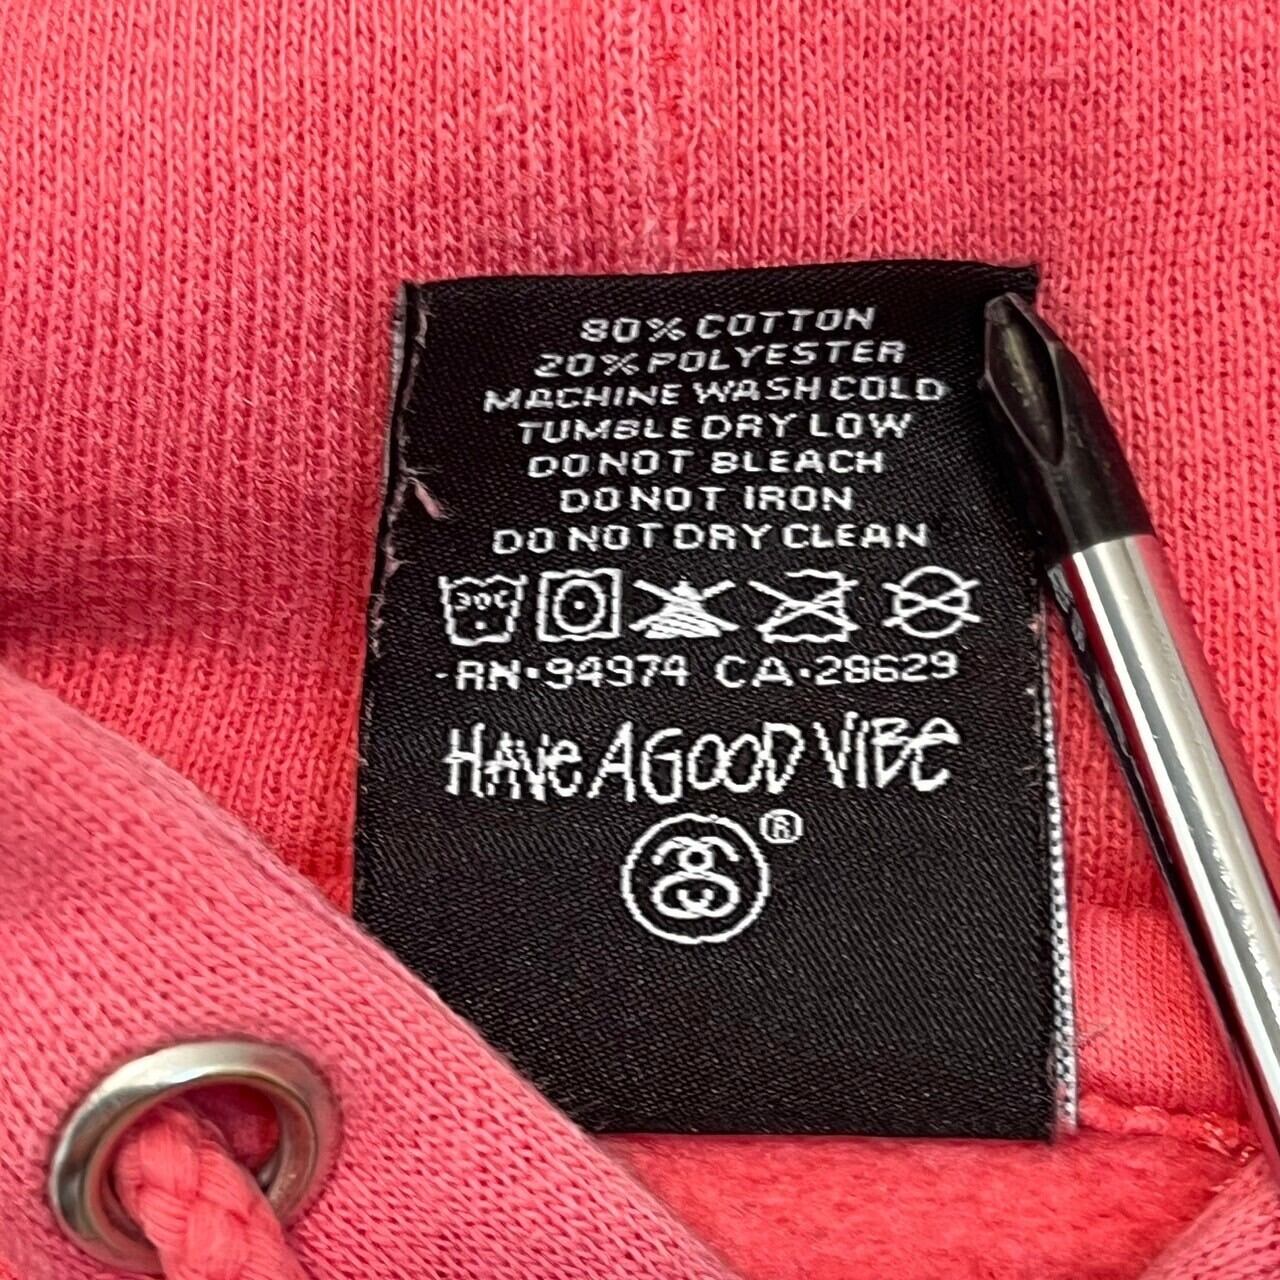 80% COTTON
20% POLYESTER
MACHINE WASH COLD
TUMBLE DRY LOW
DO NOT BLEACH
DO NOT IRON
DO NOT DRY CLEAN
30C
-RN·94974 CA·28629
HAVE A GOOD VIBE
®